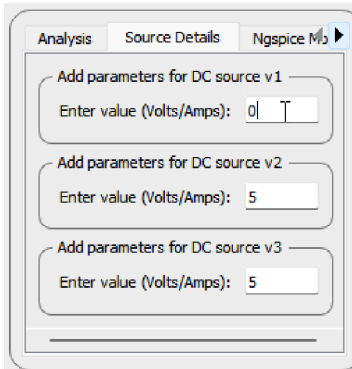 Analysis Source Details Ngspice Mo
Add parameters for DC source v1
Enter value (Volts/Amps): 0
Add parameters for DC source v2
Enter value (Volts/Amps): 5
Add parameters for DC source v3
Enter value (Volts/Amps): 5